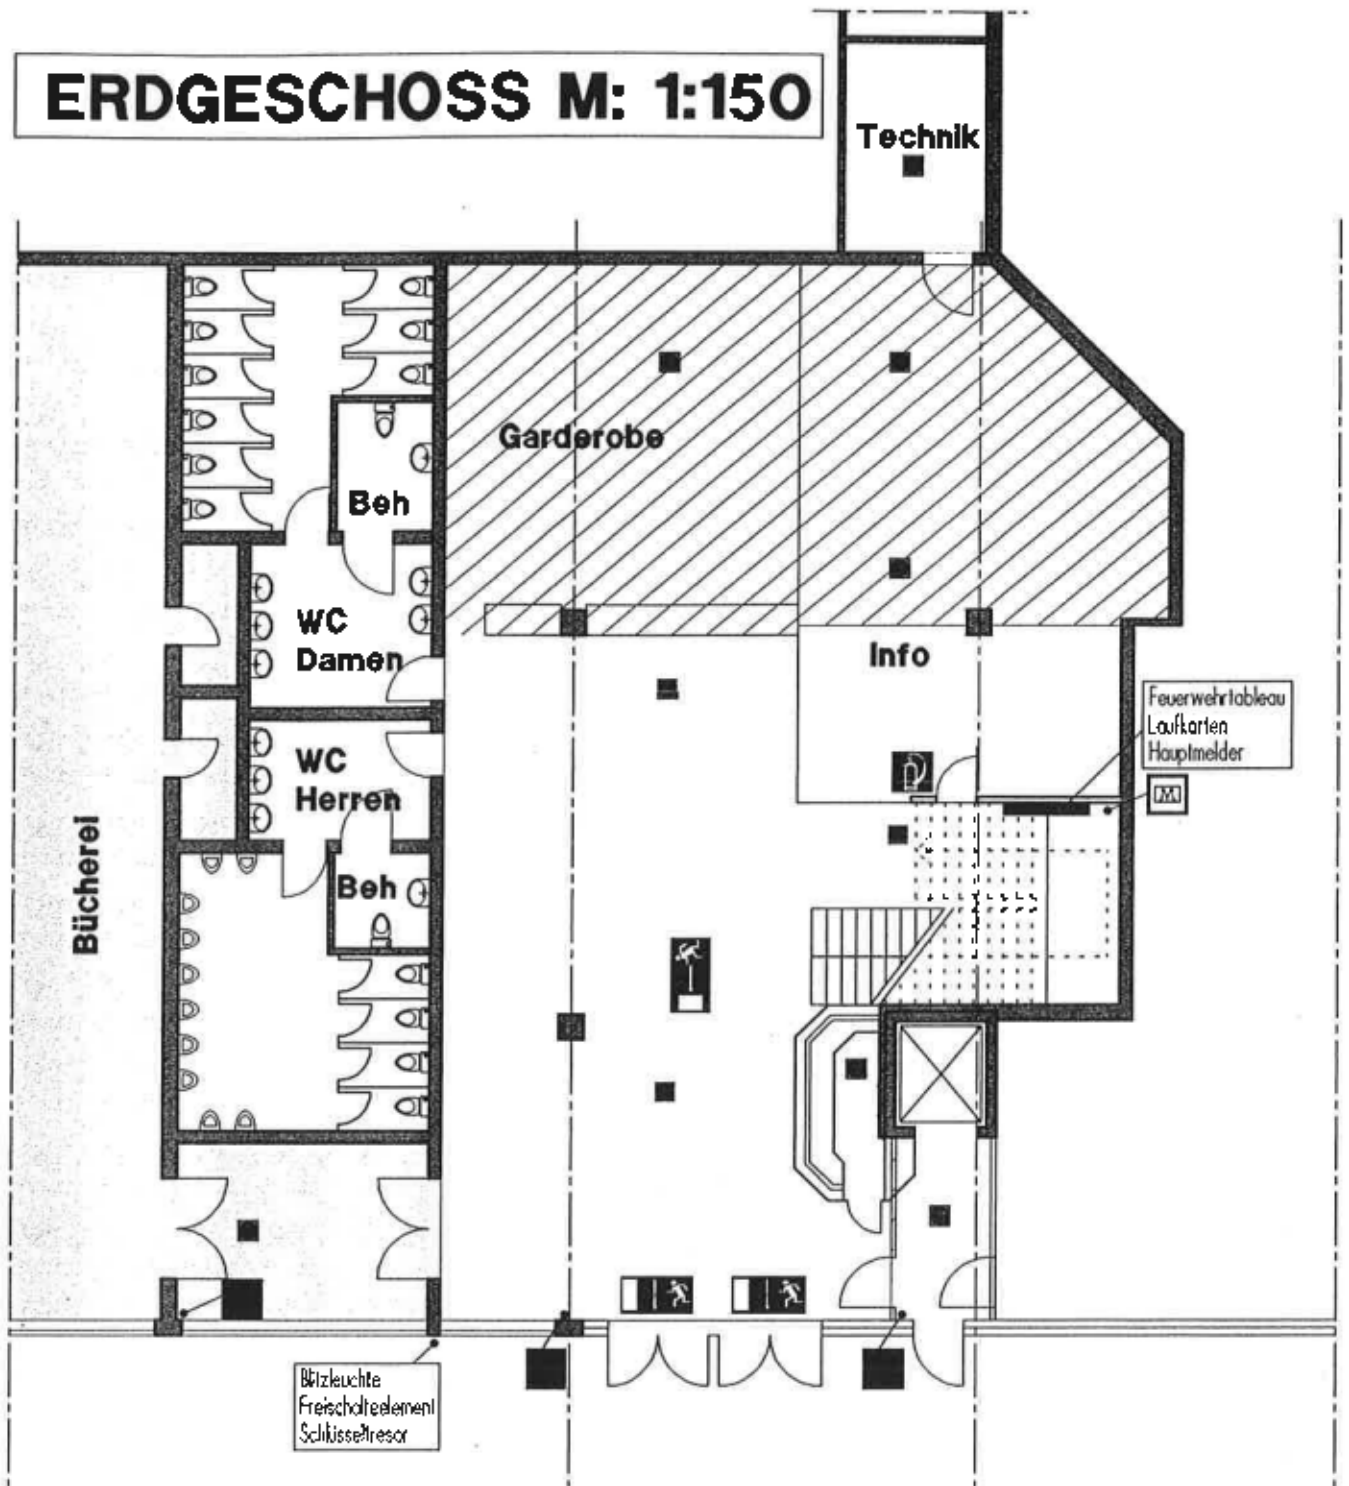 ERDGESCHOSS M: 1:150
Technik
Garderobe
Beh
WC
Damen
Info
Feuerwehrtableau
Laufkarten
Hauptmelder
M
WC
Herren
Beh
Bücherei
Blitzleuchte
Freischaltelement
Schlüsseltresor